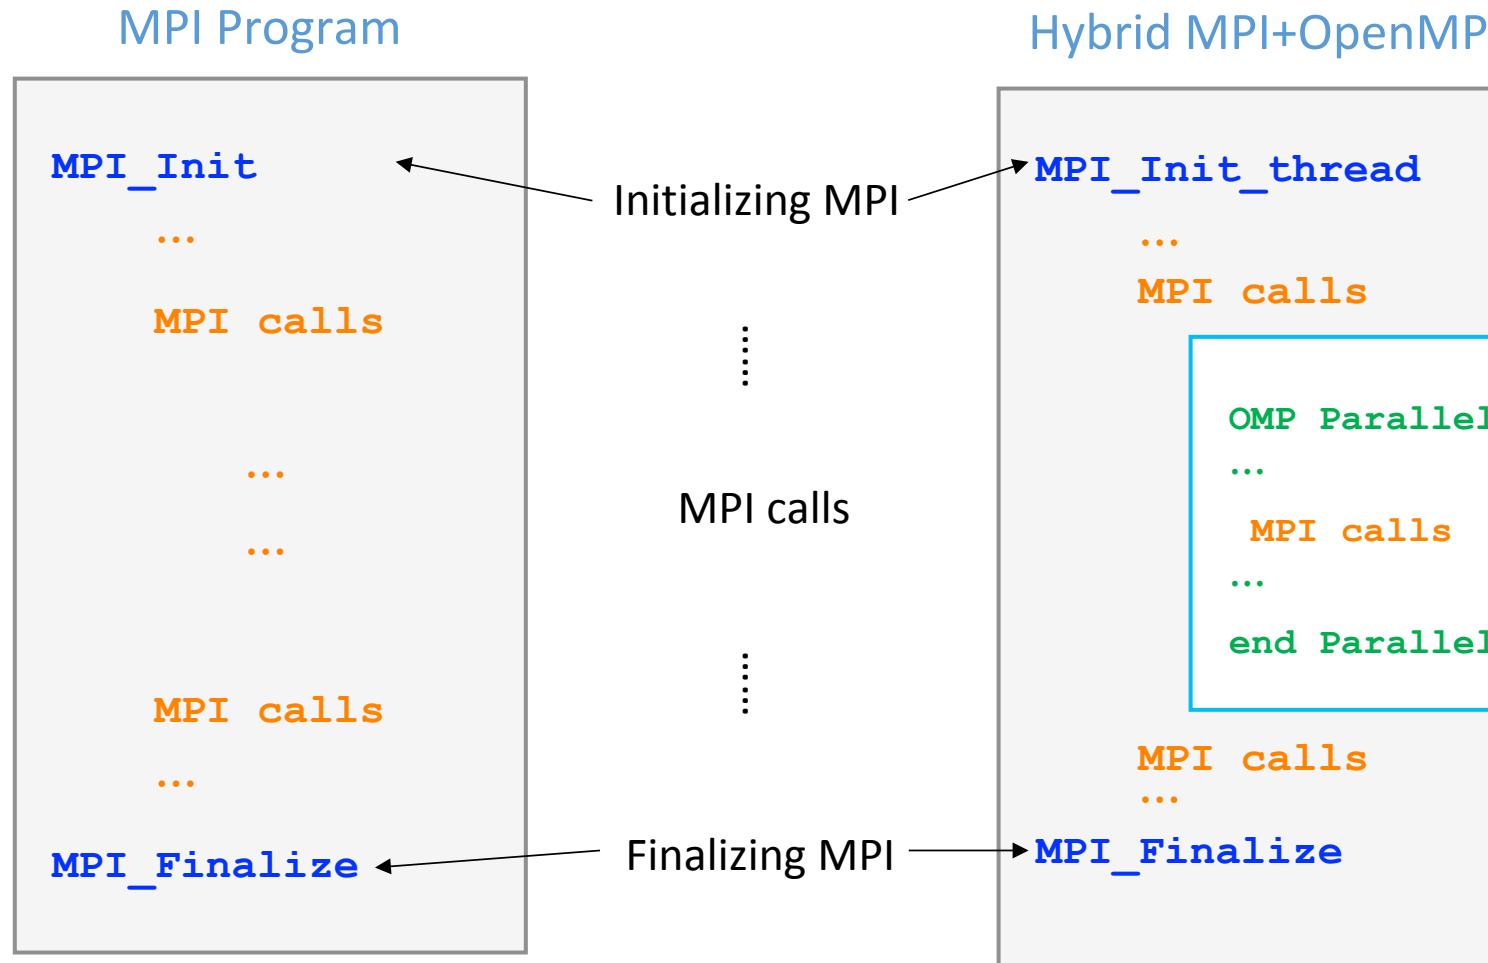 MPI Program
MPI_Init
…
MPI calls
…
…
MPI calls
…
MPI_Finalize
Initializing MPI
……
MPI calls
……
Finalizing MPI
Hybrid MPI+OpenMP
MPI_Init_thread
…
MPI calls
OMP Parallel
…
MPI calls
…
end Parallel
MPI calls
…
MPI_Finalize